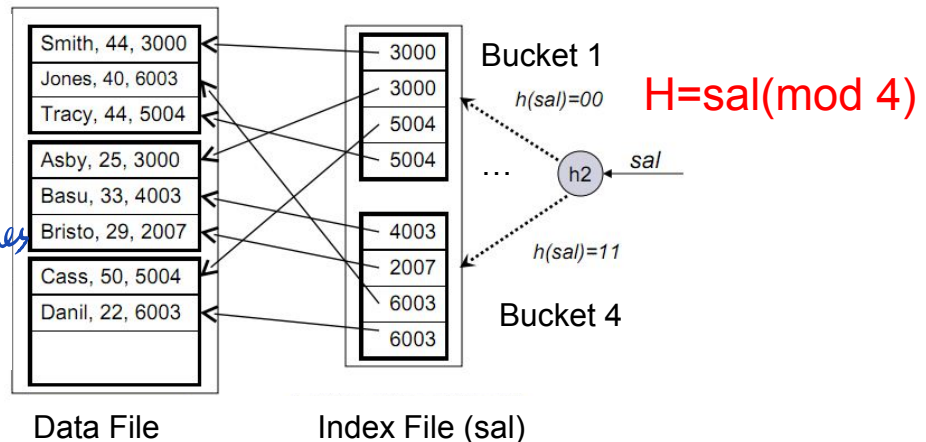 Smith, 44, 3000
Jones, 40, 6003
Tracy, 44, 5004
Asby, 25, 3000
Basu, 33, 4003
Bristo, 29, 2007
Cass, 50, 5004
Danil, 22, 6003
Data File
3000
3000
5004
5004
4003
2007
6003
6003
Index File (sal)
Bucket 1
h(sal)=00
...
h2
sal
h(sal)=11
Bucket 4
H=sal(mod 4)